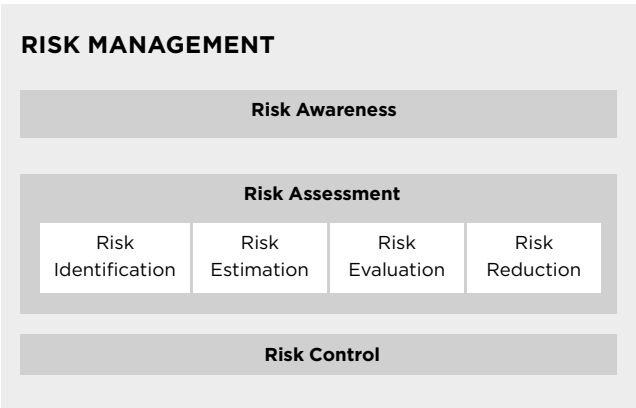 RISK MANAGEMENT
Risk Awareness
Risk Assessment
Risk
Identification
Risk
Estimation
Risk
Evaluation
Risk
Reduction
Risk Control